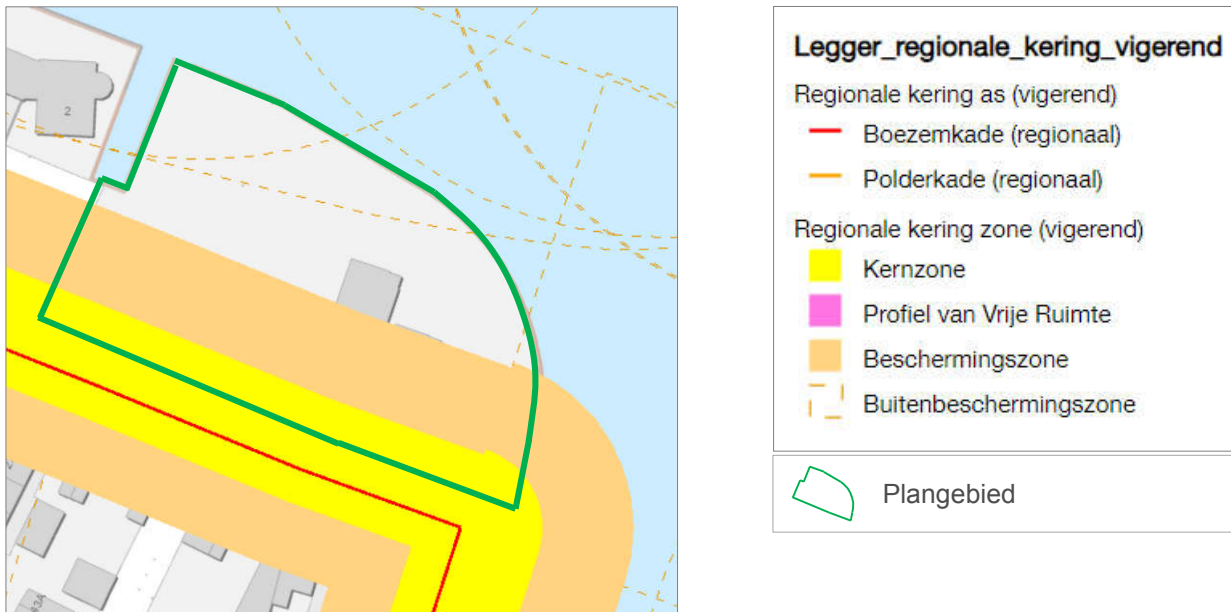 2
43A
Legger_regionale_kering_vigerend
Regionale kering as (vigerend)
Boezemkade (regionaal)
Polderkade (regionaal)
Regionale kering zone (vigerend)
Kernzone
Profiel van Vrije Ruimte
Beschermingszone
Buitenbeschermingszone
Plangebied